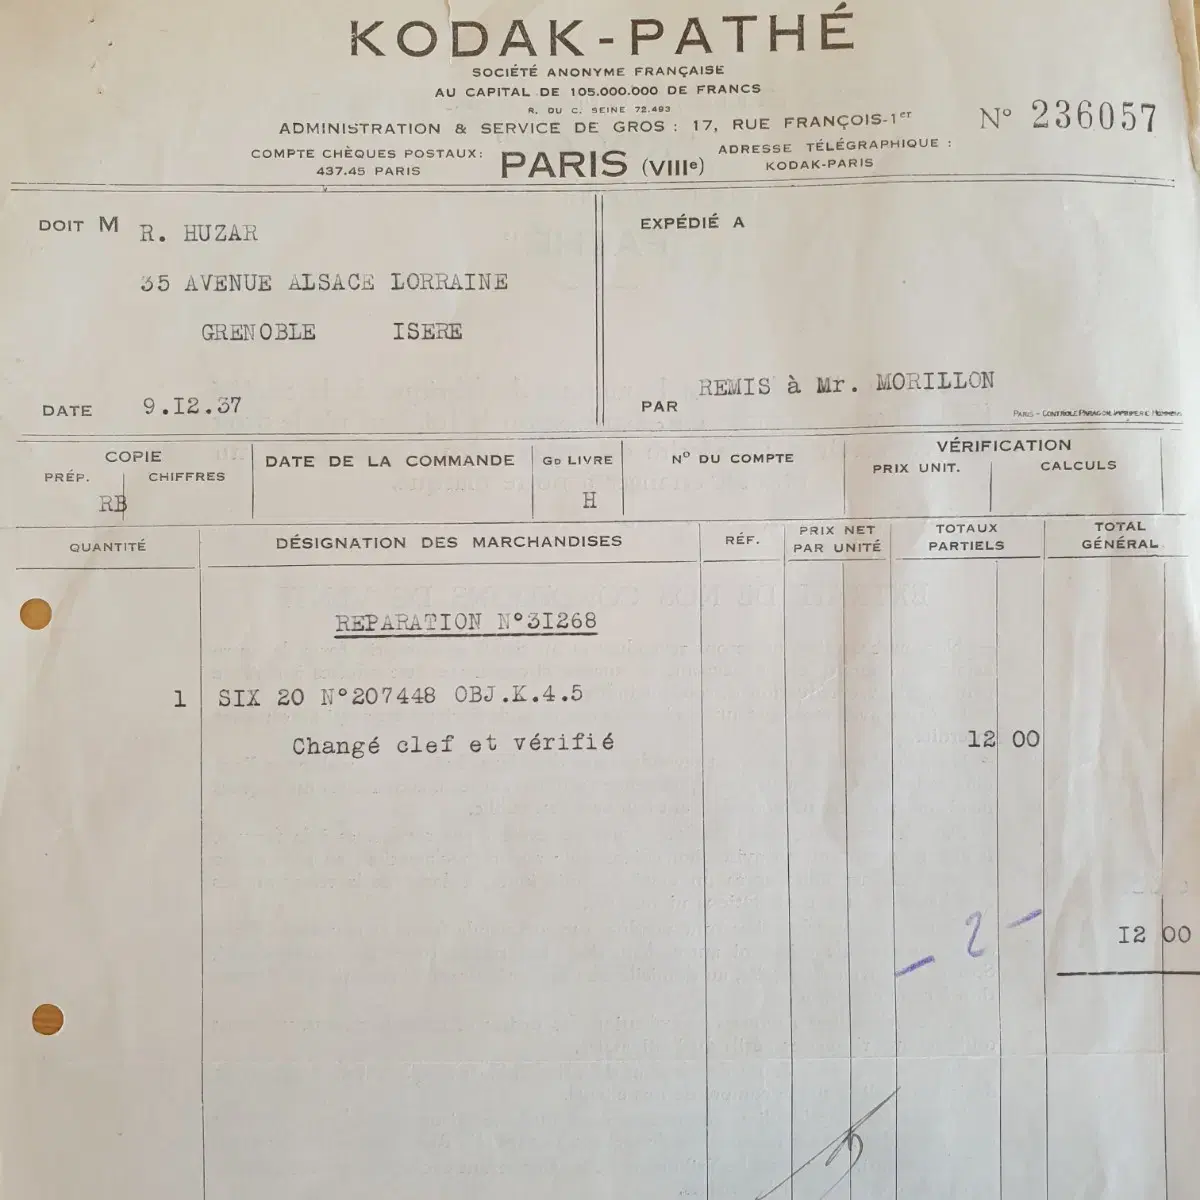 KODAK-PATHÉ
SOCIÉTÉ ANONYME FRANÇAISE
AU CAPITAL DE 105.000.000 DE FRANCS
R. DU C. SEINE 72.493
ADMINISTRATION & SERVICE DE GROS : 17, RUE FRANÇOIS-1er
N° 236057
COMPTE CHÈQUES POSTAUX:
437.45 PARIS
PARIS (VIIIe)
ADRESSE TÉLÉGRAPHIQUE :
KODAK-PARIS
DOIT M R. HUZAR
35 AVENUE ALSACE LORRAINE
GRENOBLE ISERE
DATE 9.I2.37
EXPÉDIÉ A
PAR REMIS à Mr. MORILLON
PARIS - CONTROLE PARAGON
COPIE
PRÉP. CHIFFRES
RB
DATE DE LA COMMANDE
GD LIVRE
H
N° DU COMPTE
VÉRIFICATION
PRIX UNIT. CALCULS
QUANTITÉ
DÉSIGNATION DES MARCHANDISES
RÉF.
PRIX NET
PAR UNITÉ
TOTAUX
PARTIELS
TOTAL
GÉNÉRAL
REPARATION N°3I268
1 SIX 20 N°207448 OBJ.K.4.5
Changé clef et vérifié 12 00
- 2 -
I2 00